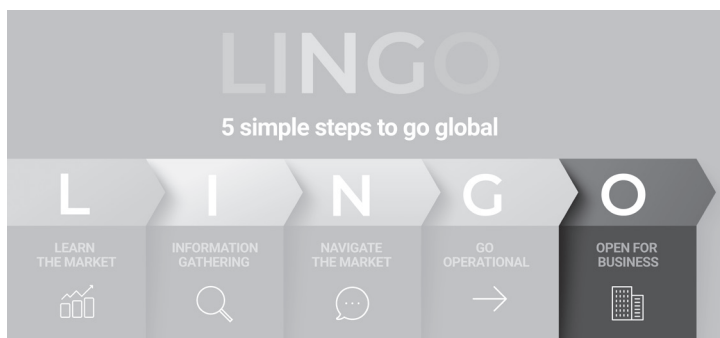 LINGO
5 simple steps to go global
L I N G O
LEARN
THE MARKET
INFORMATION
GATHERING
NAVIGATE
THE MARKET
GO
OPERATIONAL
OPEN FOR
BUSINESS